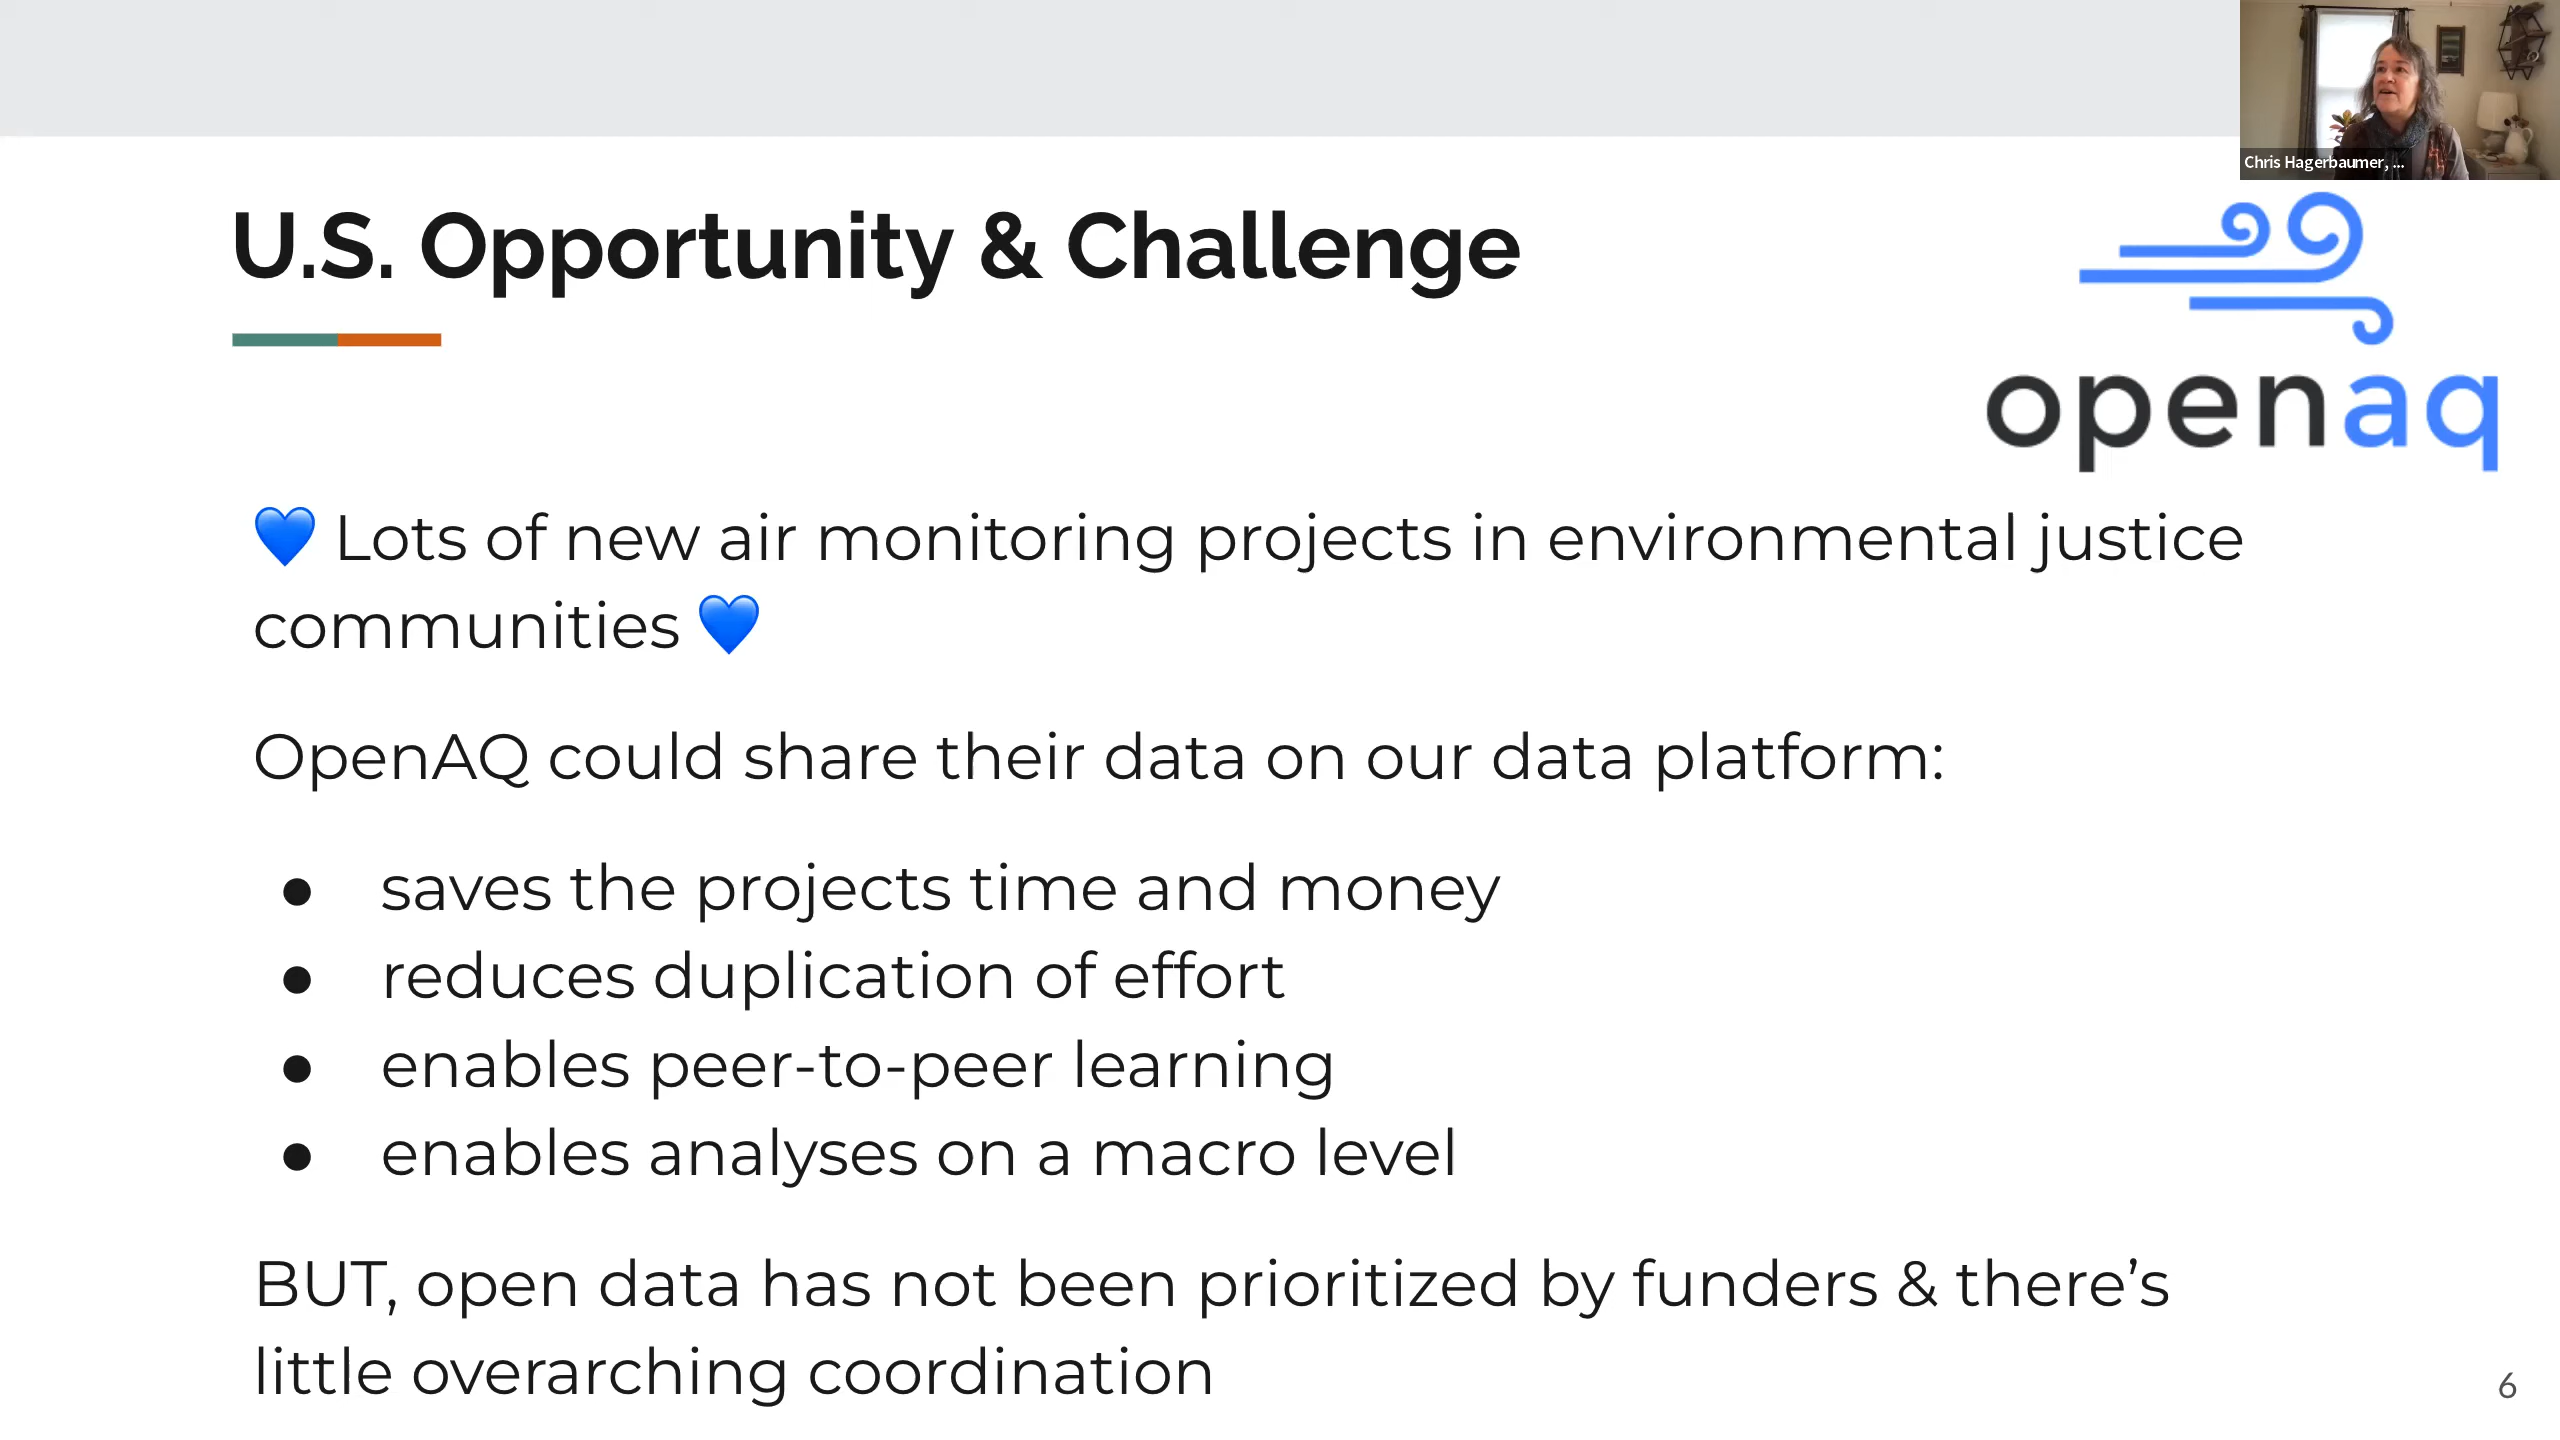 Chris Hagerbaumer, ...
U.S. Opportunity & Challenge
openaq
💙 Lots of new air monitoring projects in environmental justice
communities 💙
OpenAQ could share their data on our data platform:
● saves the projects time and money
● reduces duplication of effort
● enables peer-to-peer learning
● enables analyses on a macro level
BUT, open data has not been prioritized by funders & there’s
little overarching coordination
6